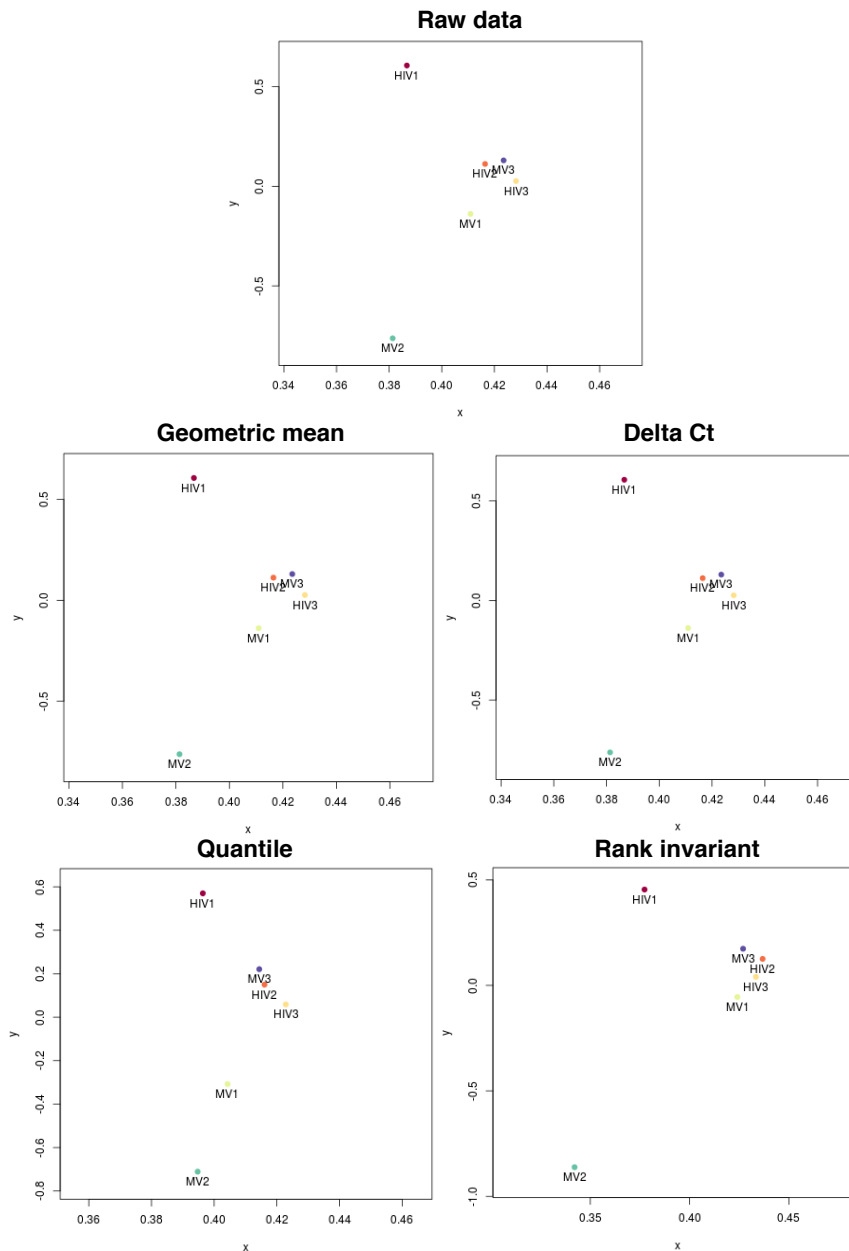 Raw data
HIV1
MV3
HIV2
HIV3
MV1
MV2
y
0.5
0.0
-0.5
0.34 0.36 0.38 0.40 0.42 0.44 0.46
x
Geometric mean
HIV1
MV3
HIV2
HIV3
MV1
MV2
y
0.5
0.0
-0.5
0.34 0.36 0.38 0.40 0.42 0.44 0.46
x
Delta Ct
HIV1
MV3
HIV2
HIV3
MV1
MV2
y
0.5
0.0
-0.5
0.34 0.36 0.38 0.40 0.42 0.44 0.46
x
Quantile
HIV1
MV3
HIV2
HIV3
MV1
MV2
y
0.6
0.4
0.2
0.0
-0.2
-0.4
-0.6
-0.8
0.36 0.38 0.40 0.42 0.44 0.46
x
Rank invariant
HIV1
MV3
HIV2
HIV3
MV1
MV2
y
0.5
0.0
-0.5
-1.0
0.35 0.40 0.45
x